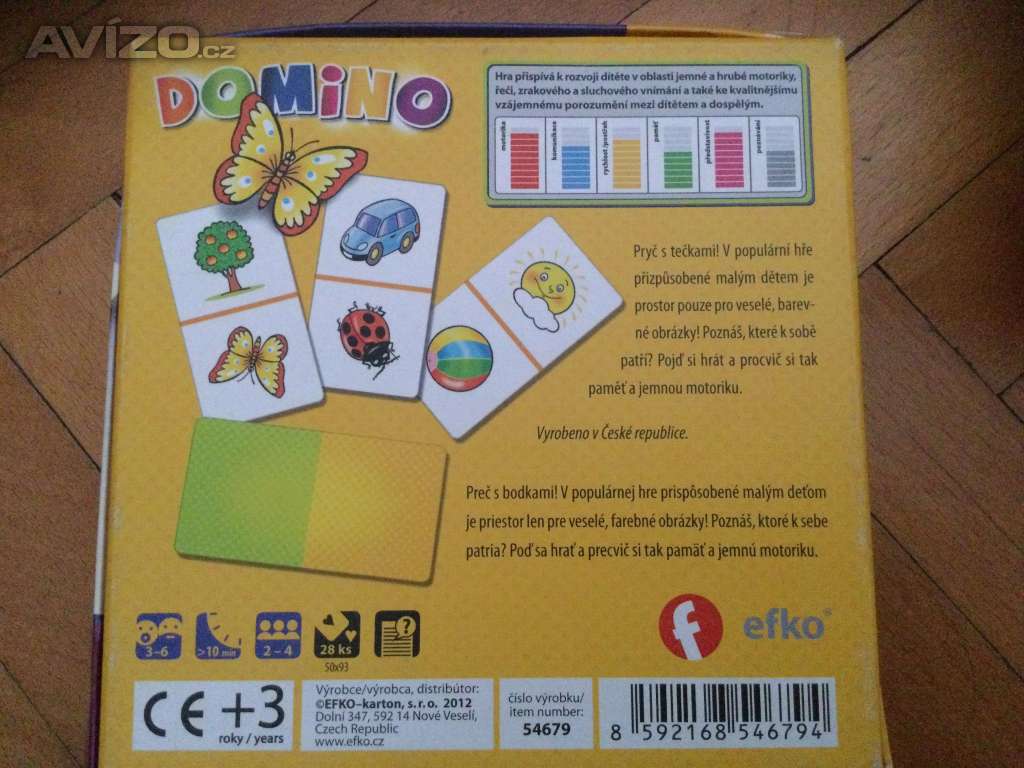 AVÍZO.cz
DOMINO
Hra přispívá k rozvoji dítěte v oblasti jemné a hrubé motoriky,
řeči, zrakového a sluchového vnímání a také ke kvalitnějšímu
vzájemnému porozumění mezi dítětem a dospělým.
motorika
komunikace
rychlost /postřeh
paměť
představivost
poznávání
Pryč s tečkami! V populární hře
přizpůsobené malým dětem je
prostor pouze pro veselé, barev-
né obrázky! Poznáš, které k sobě
patří? Pojď si hrát a procvič si tak
paměť a jemnou motoriku.
Vyrobeno v České republice.
Preč s bodkami! V populárnej hre prispôsobené malým deťom
je priestor len pre veselé, farebné obrázky! Poznáš, ktoré k sebe
patria? Poď sa hrať a precvič si tak pamäť a jemnú motoriku.
3–6
>10 min
2–4
28 ks
?
50x93
f efko®
CE +3
roky / years
Výrobce/výrobca, distribútor:
©EFKO–karton, s.r.o. 2012
Dolní 347, 592 14 Nové Veselí,
Czech Republic
www.efko.cz
číslo výrobku/
item number:
54679
8 592168 546794